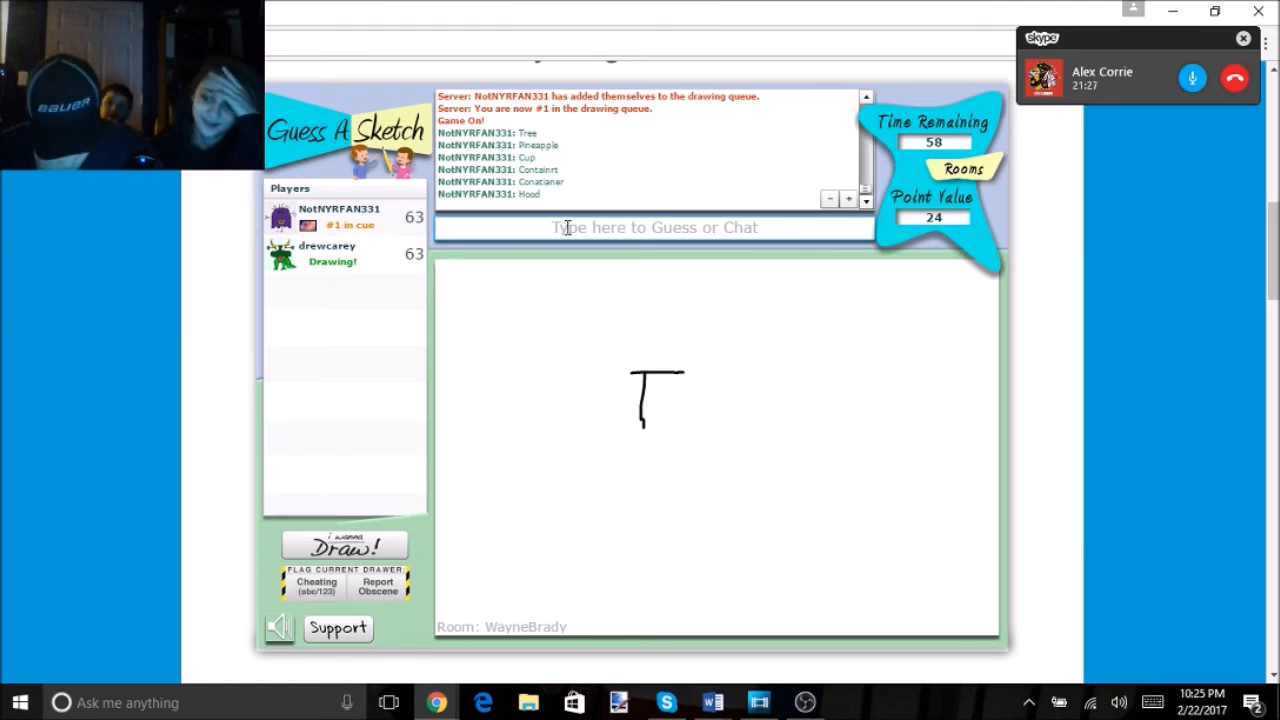 skype
Alex Corrie
21:27
BAUER
Guess A Sketch
Server: NotNYRFAN331 has added themselves to the drawing queue.
Server: You are now #1 in the drawing queue.
Game On!
NotNYRFAN331: Tree
NotNYRFAN331: Pineapple
NotNYRFAN331: Cup
NotNYRFAN331: Containrt
NotNYRFAN331: Conatianer
NotNYRFAN331: Hood
- +
Type here to Guess or Chat
Time Remaining
58
Rooms
Point Value
24
Players
NotNYRFAN331 63
#1 in cue
drewcarey 63
Drawing!
i wanna
Draw!
FLAG CURRENT DRAWER:
Cheating
(abc/123)
Report
Obscene
Support
Room: WayneBrady
Ask me anything
10:25 PM
2/22/2017
2